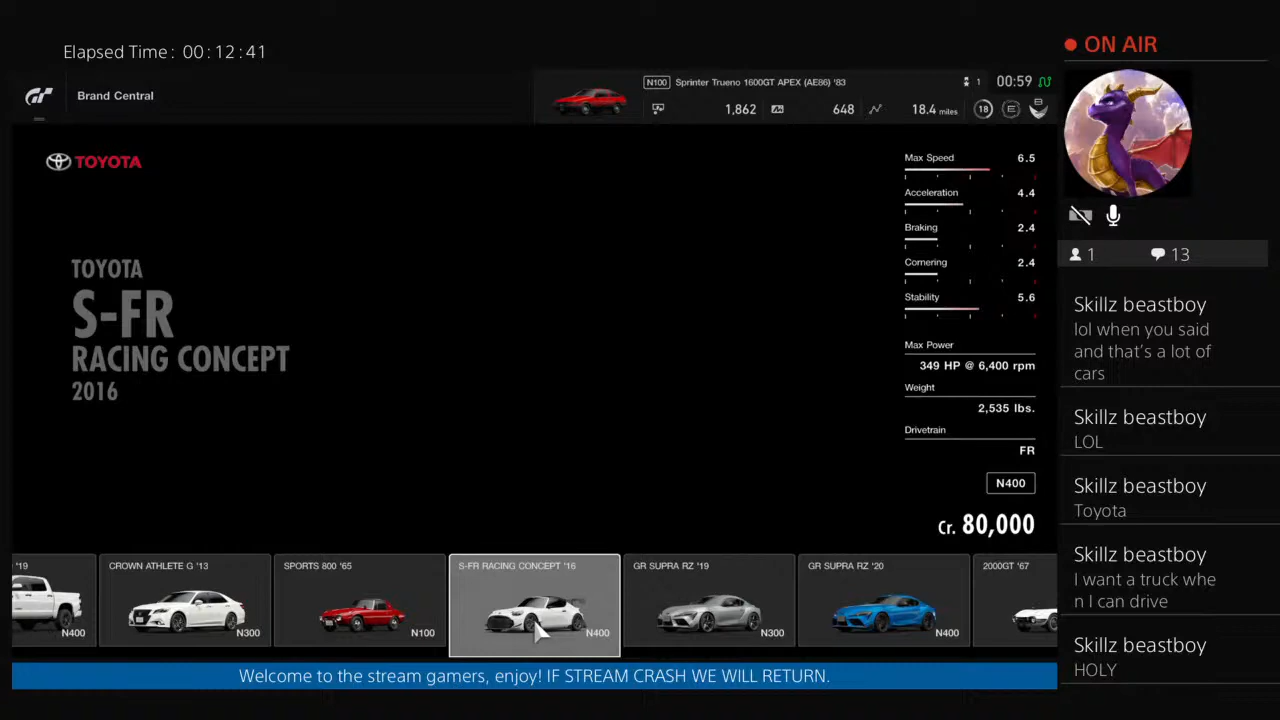 Elapsed Time: 00:12:41
ON AIR
Brand Central
N100 Sprinter Trueno 1600GT APEX (AE86) '83
1 00:59
1,862 648 18.4 miles 18 E B
TOYOTA
TOYOTA
S-FR
RACING CONCEPT
2016
Max Speed 6.5
Acceleration 4.4
Braking 2.4
Cornering 2.4
Stability 5.6
Max Power
349 HP @ 6,400 rpm
Weight
2,535 lbs.
Drivetrain
FR
N400
Cr. 80,000
'19
N400
CROWN ATHLETE G '13
N300
SPORTS 800 '65
N100
S-FR RACING CONCEPT '16
N400
GR SUPRA RZ '19
N300
GR SUPRA RZ '20
N400
2000GT '67
Welcome to the stream gamers, enjoy! IF STREAM CRASH WE WILL RETURN.
1 13
Skillz beastboy
lol when you said
and that's a lot of
cars
Skillz beastboy
LOL
Skillz beastboy
Toyota
Skillz beastboy
I want a truck whe
n I can drive
Skillz beastboy
HOLY